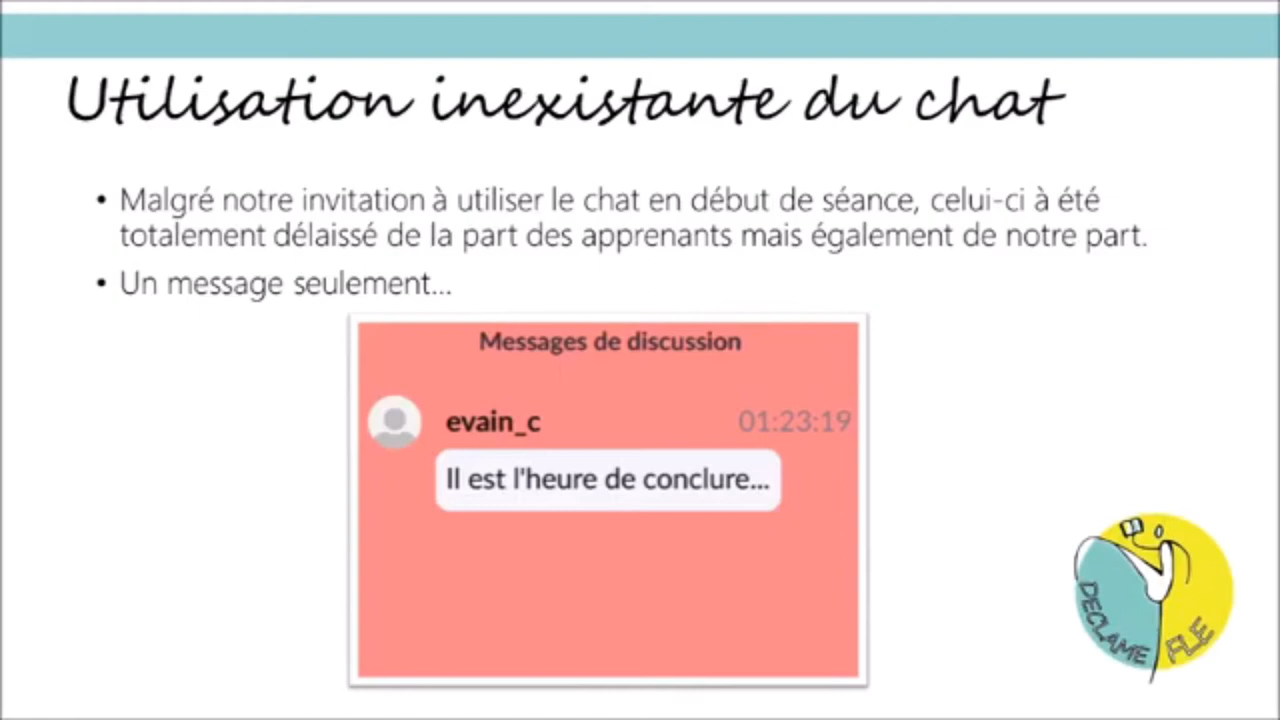 Utilisation inexistante du chat
• Malgré notre invitation à utiliser le chat en début de séance, celui-ci à été
totalement délaissé de la part des apprenants mais également de notre part.
• Un message seulement...
Messages de discussion
evain_c 01:23:19
Il est l'heure de conclure...
DECLAME
FLE